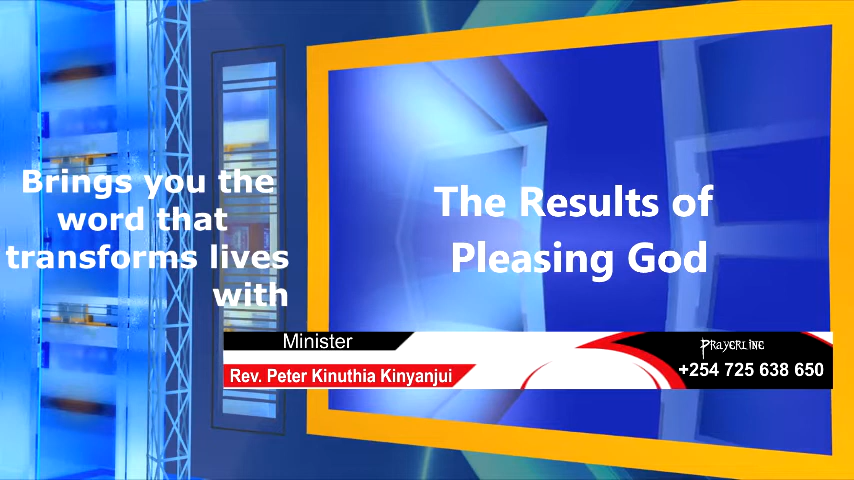 Brings you the
word that
transforms lives
with
The Results of
Pleasing God
Minister
Rev. Peter Kinuthia Kinyanjui
PRAYERLINE
+254 725 638 650